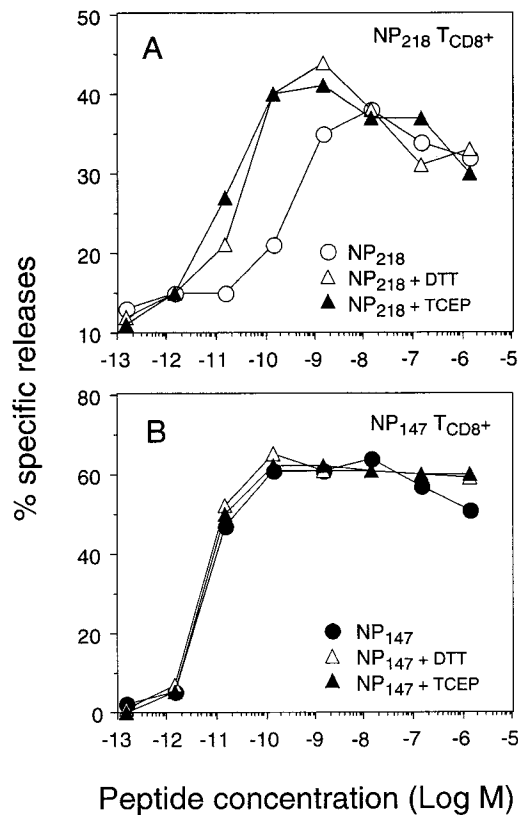 % specific releases
A
NP218 TCD8+
50
40
30
20
10
NP218
NP218 + DTT
NP218 + TCEP
-13 -12 -11 -10 -9 -8 -7 -6 -5
B
NP147 TCD8+
80
60
40
20
0
NP147
NP147 + DTT
NP147 + TCEP
-13 -12 -11 -10 -9 -8 -7 -6 -5
Peptide concentration (Log M)